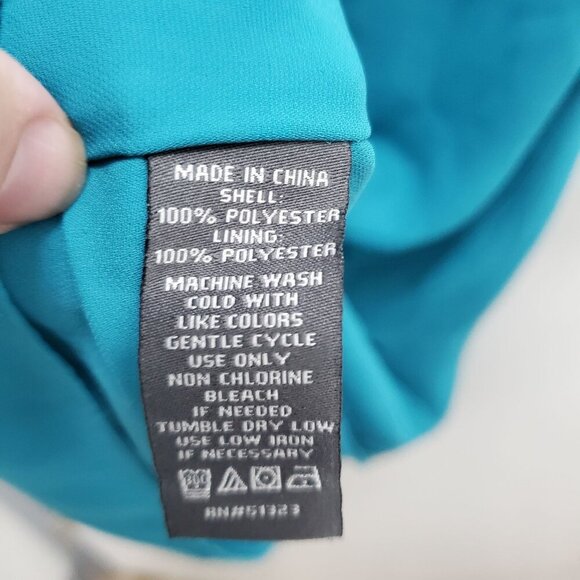 MADE IN CHINA
SHELL:
100% POLYESTER
LINING:
100% POLYESTER
MACHINE WASH
COLD WITH
LIKE COLORS
GENTLE CYCLE
USE ONLY
NON CHLORINE
BLEACH
IF NEEDED
TUMBLE DRY LOW
USE LOW IRON
IF NECESSARY
RN#51323